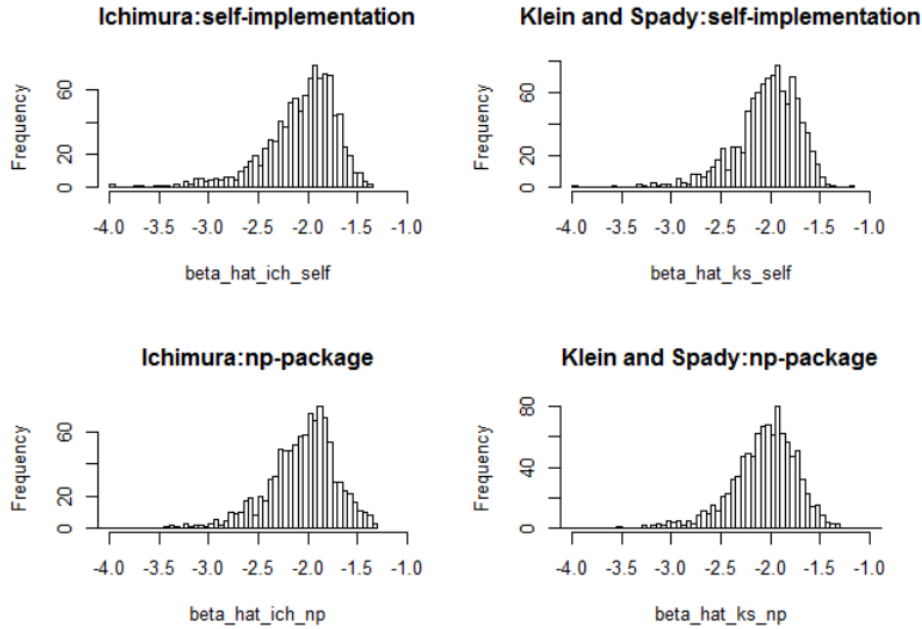 Ichimura:self-implementation
Frequency
0 20 60
-4.0 -3.5 -3.0 -2.5 -2.0 -1.5 -1.0
beta_hat_ich_self
Klein and Spady:self-implementation
Frequency
0 20 60
-4.0 -3.5 -3.0 -2.5 -2.0 -1.5 -1.0
beta_hat_ks_self
Ichimura:np-package
Frequency
0 20 60
-4.0 -3.5 -3.0 -2.5 -2.0 -1.5 -1.0
beta_hat_ich_np
Klein and Spady:np-package
Frequency
0 40 80
-4.0 -3.5 -3.0 -2.5 -2.0 -1.5 -1.0
beta_hat_ks_np